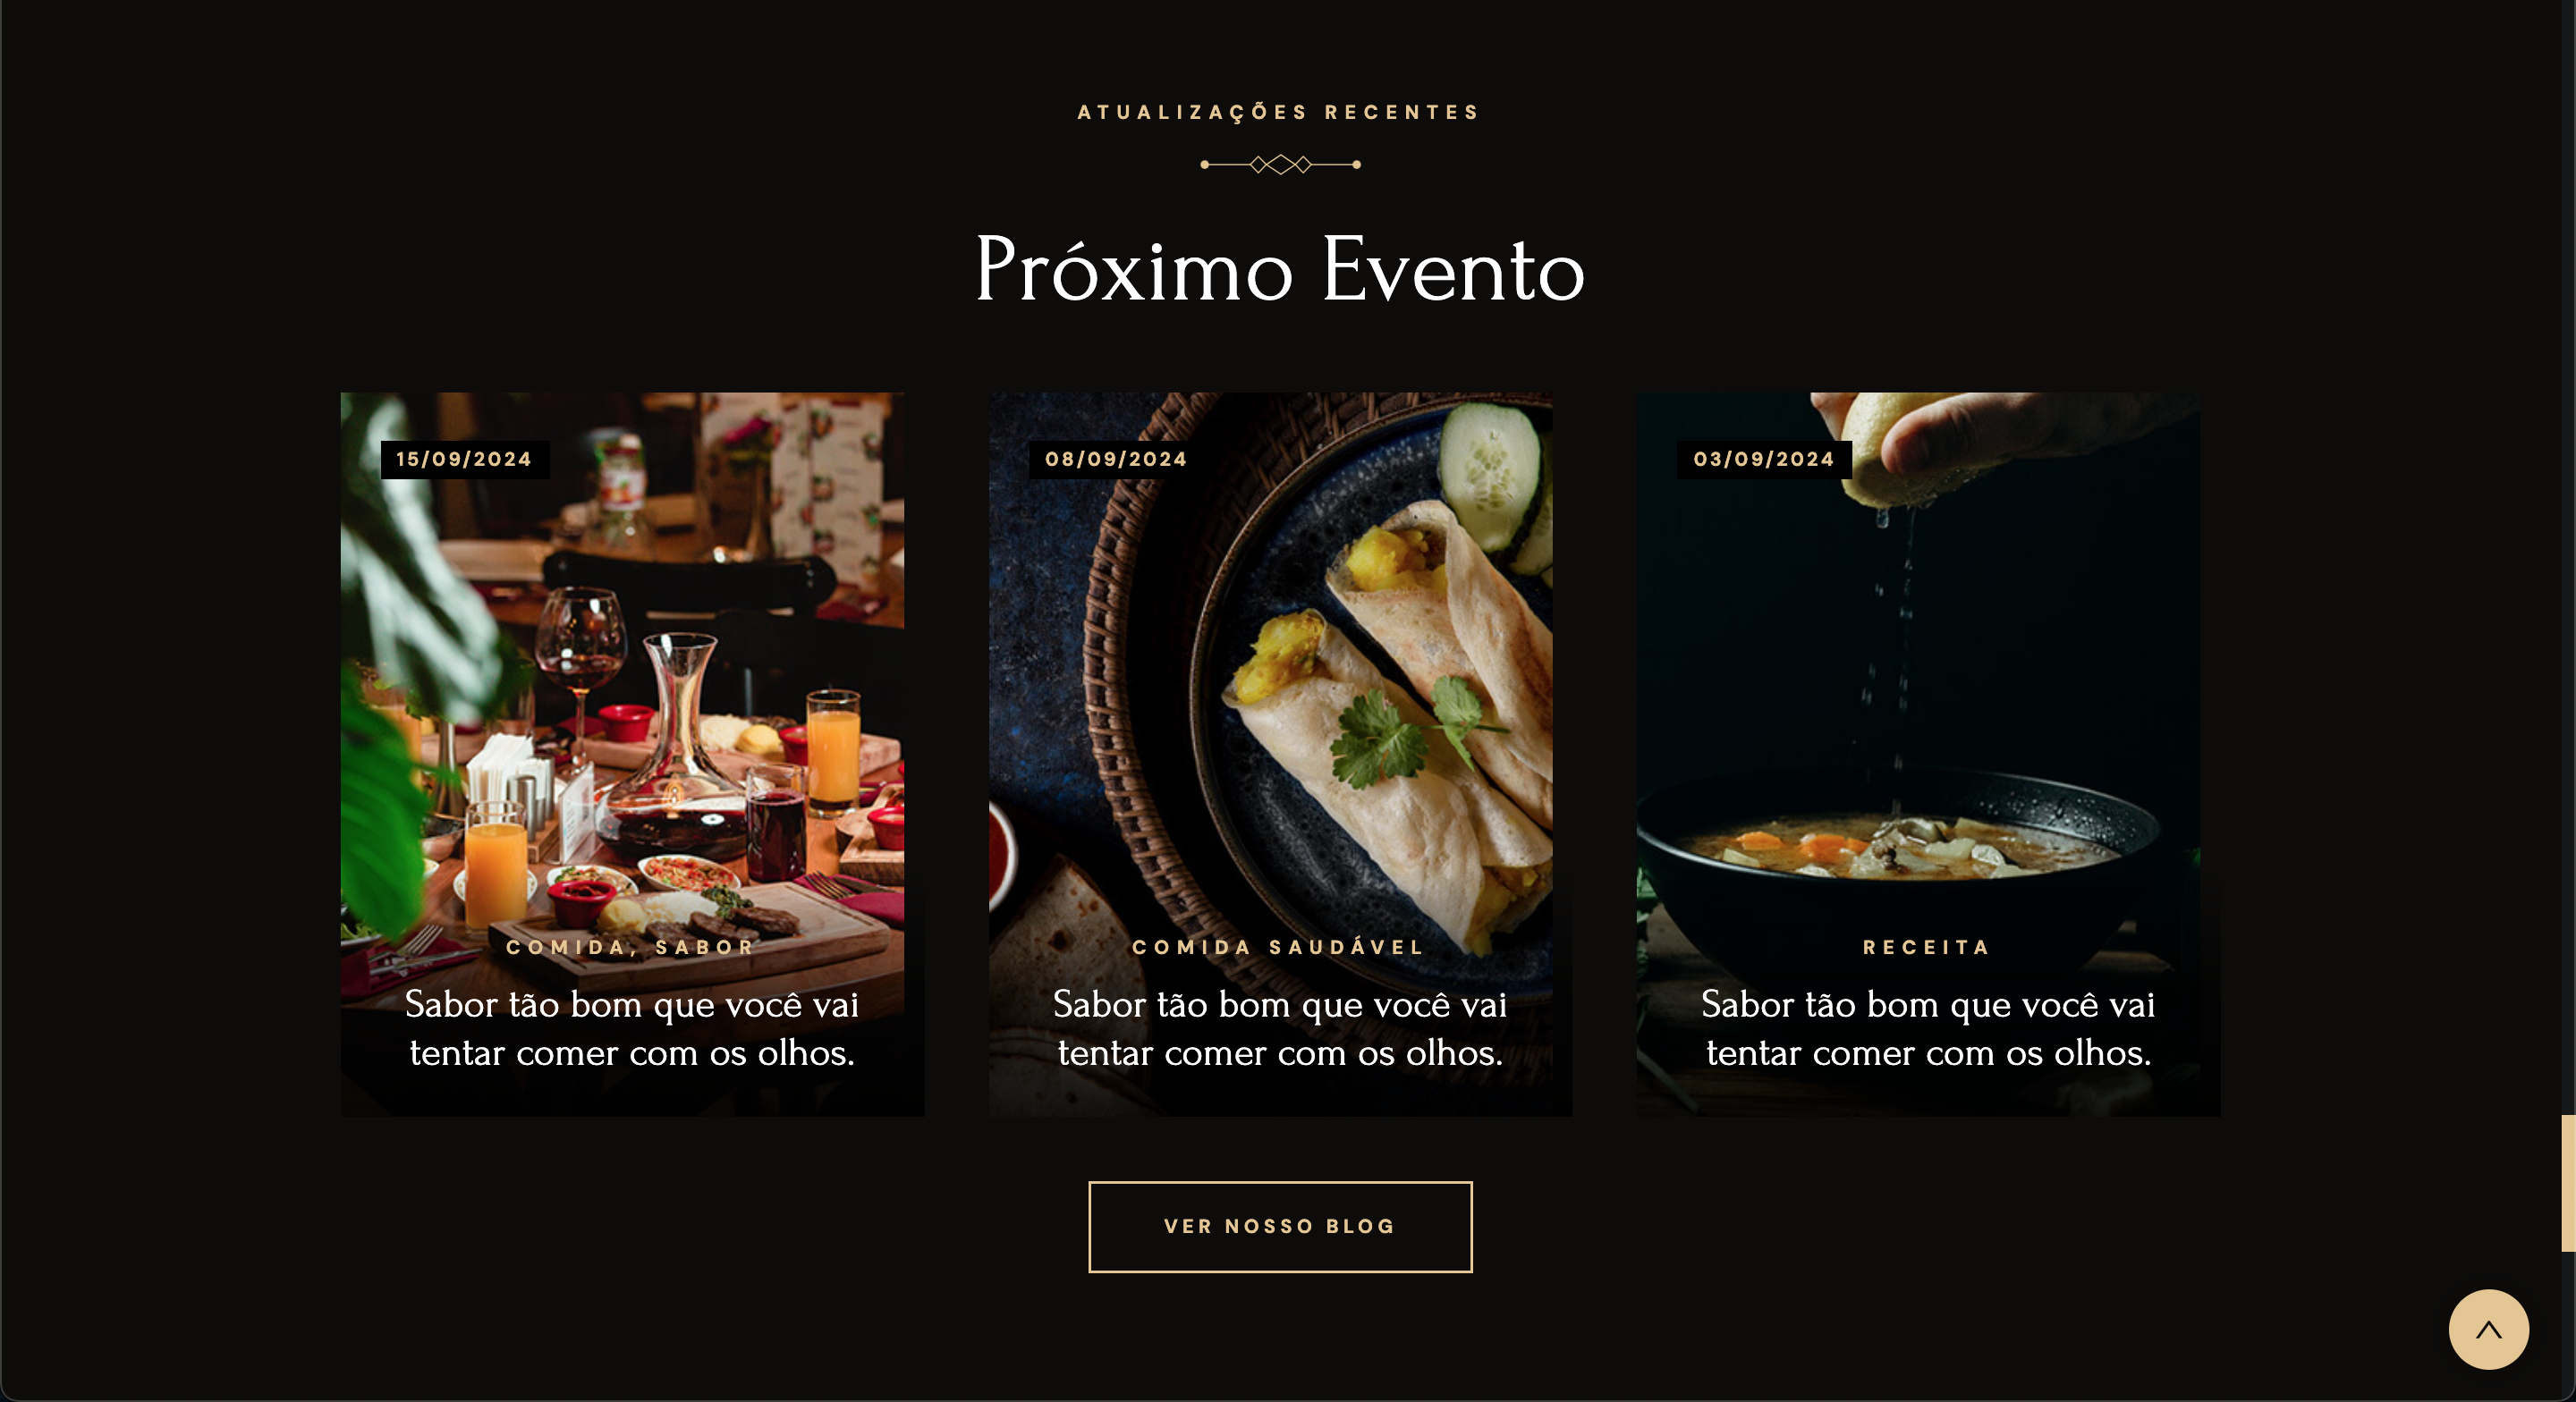 ATUALIZAÇÕES RECENTES
Próximo Evento
15/09/2024
COMIDA, SABOR
Sabor tão bom que você vai
tentar comer com os olhos.
08/09/2024
COMIDA SAUDÁVEL
Sabor tão bom que você vai
tentar comer com os olhos.
03/09/2024
RECEITA
Sabor tão bom que você vai
tentar comer com os olhos.
VER NOSSO BLOG